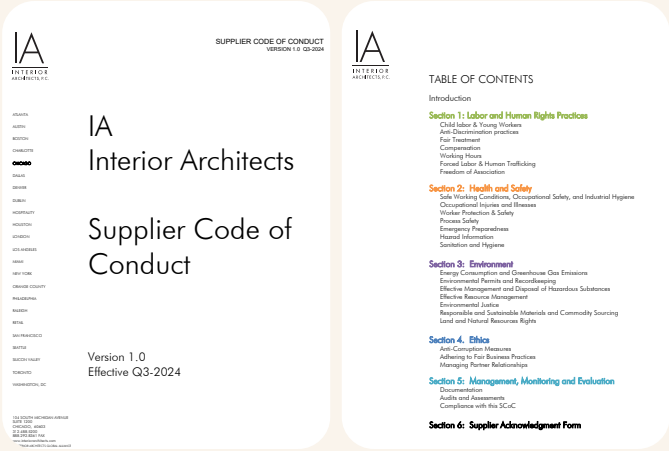 IA
INTERIOR
ARCHITECTS, P.C.
SUPPLIER CODE OF CONDUCT
VERSION 1.0 Q3-2024
ATLANTA
AUSTIN
BOSTON
CHARLOTTE
CHICAGO
DALLAS
DENVER
DUBLIN
HOSPITALITY
HOUSTON
LONDON
LOS ANGELES
MIAMI
NEW YORK
ORANGE COUNTY
PHILADELPHIA
RALEIGH
RETAIL
SAN FRANCISCO
SEATTLE
SILICON VALLEY
TORONTO
WASHINGTON, DC
IA
Interior Architects
Supplier Code of
Conduct
Version 1.0
Effective Q3-2024
SUITE 1200
IA
INTERIOR
ARCHITECTS, P.C.
TABLE OF CONTENTS
Introduction
Section 1: Labor and Human Rights Practices
Child labor & Young Workers
Anti-Discrimination practices
Fair Treatment
Compensation
Working Hours
Forced Labor & Human Trafficking
Freedom of Association
Section 2: Health and Safety
Safe Working Conditions, Occupational Safety, and Industrial Hygiene
Occupational Injuries and Illnesses
Worker Protection & Safety
Process Safety
Emergency Preparedness
Hazard Information
Sanitation and Hygiene
Section 3: Environment
Energy Consumption and Greenhouse Gas Emissions
Environmental Permits and Recordkeeping
Effective Management and Disposal of Hazardous Substances
Effective Resource Management
Environmental Justice
Responsible and Sustainable Materials and Commodity Sourcing
Land and Natural Resources Rights
Section 4. Ethics
Anti-Corruption Measures
Adhering to Fair Business Practices
Managing Partner Relationships
Section 5: Management, Monitoring and Evaluation
Documentation
Audits and Assessments
Compliance with this SCoC
Section 6: Supplier Acknowledgment Form